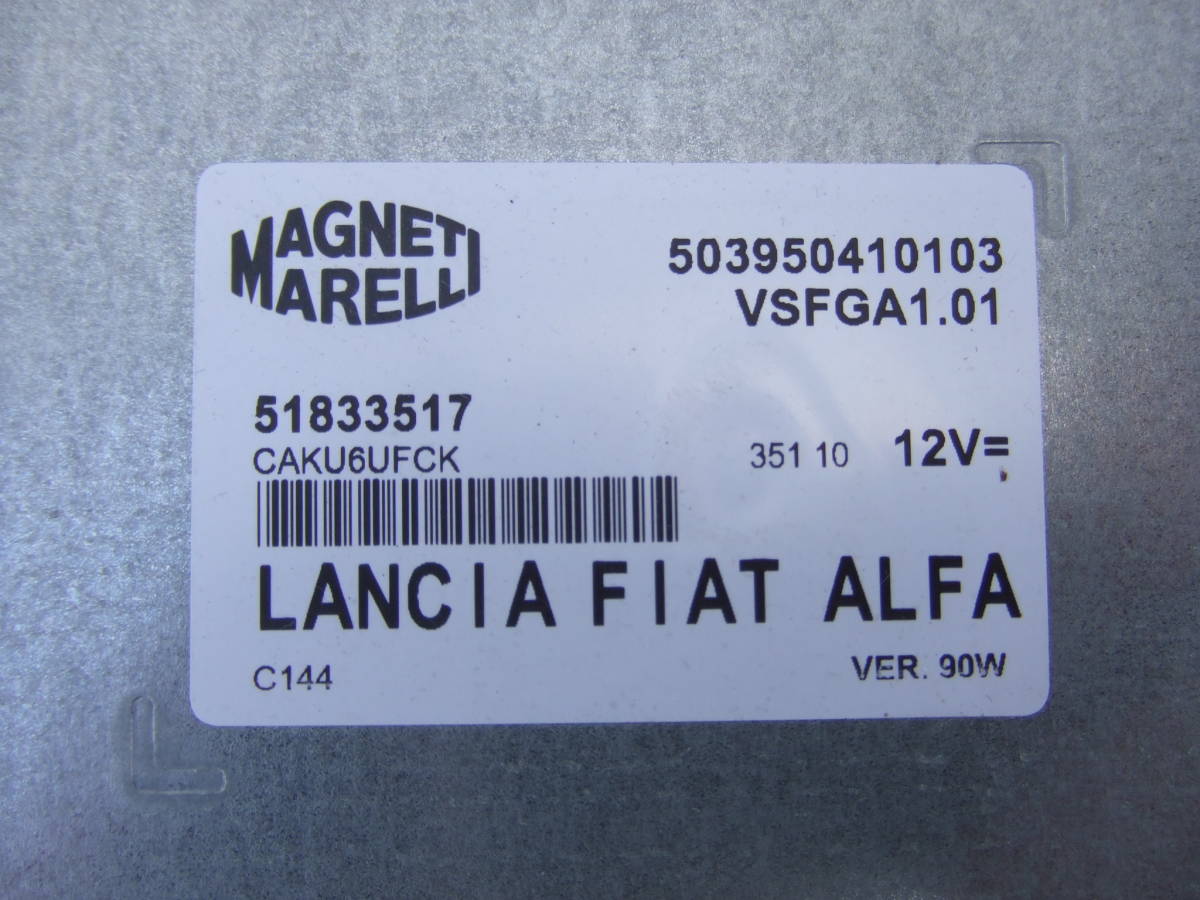 MAGNETI
MARELLI
503950410103
VSFGA1.01
51833517
CAKU6UFCK
351 10 12V=
LANCIA FIAT ALFA
C144 VER. 90W